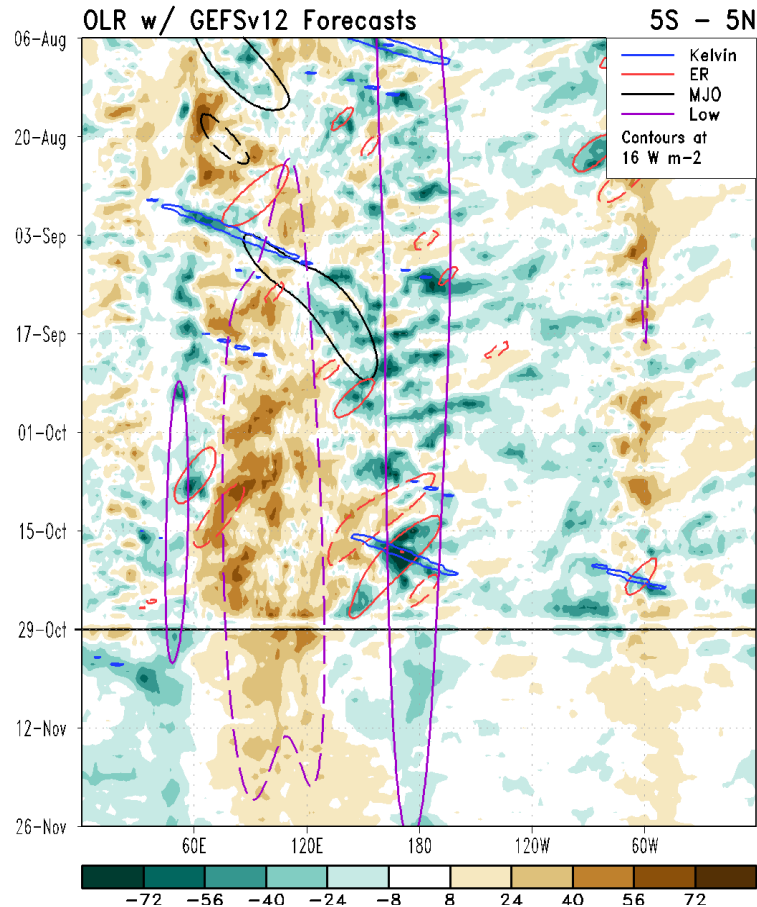 OLR w/ GEFSv12 Forecasts 5S - 5N
06-Aug
20-Aug
03-Sep
17-Sep
01-Oct
15-Oct
29-Oct
12-Nov
26-Nov
Kelvin
ER
MJO
Low
Contours at
16 W m-2
60E 120E 180 120W 60W
-72 -56 -40 -24 -8 8 24 40 56 72